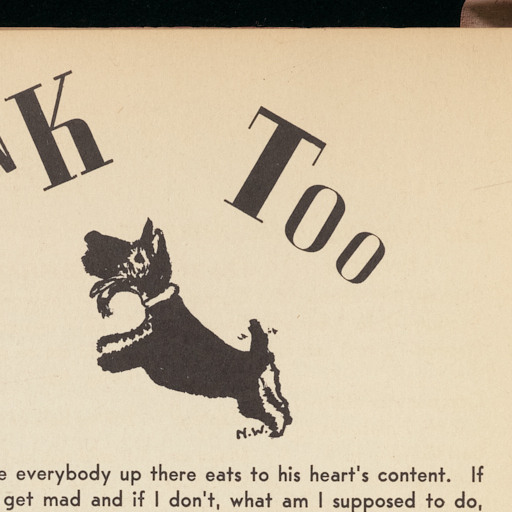 K Too
N.W.
everybody up there eats to his heart's content. If
get mad and if I don't, what am I supposed to do,